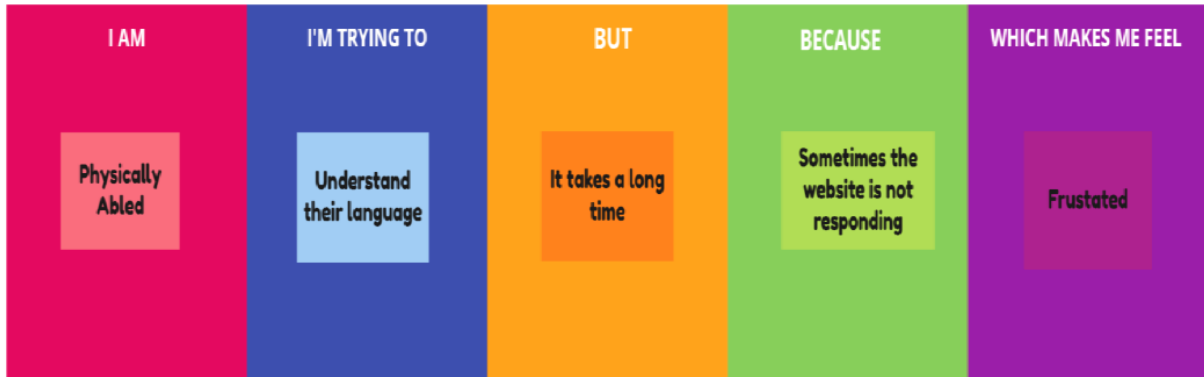 I AM
Physically
Abled
I'M TRYING TO
Understand
their language
BUT
It takes a long
time
BECAUSE
Sometimes the
website is not
responding
WHICH MAKES ME FEEL
Frustated